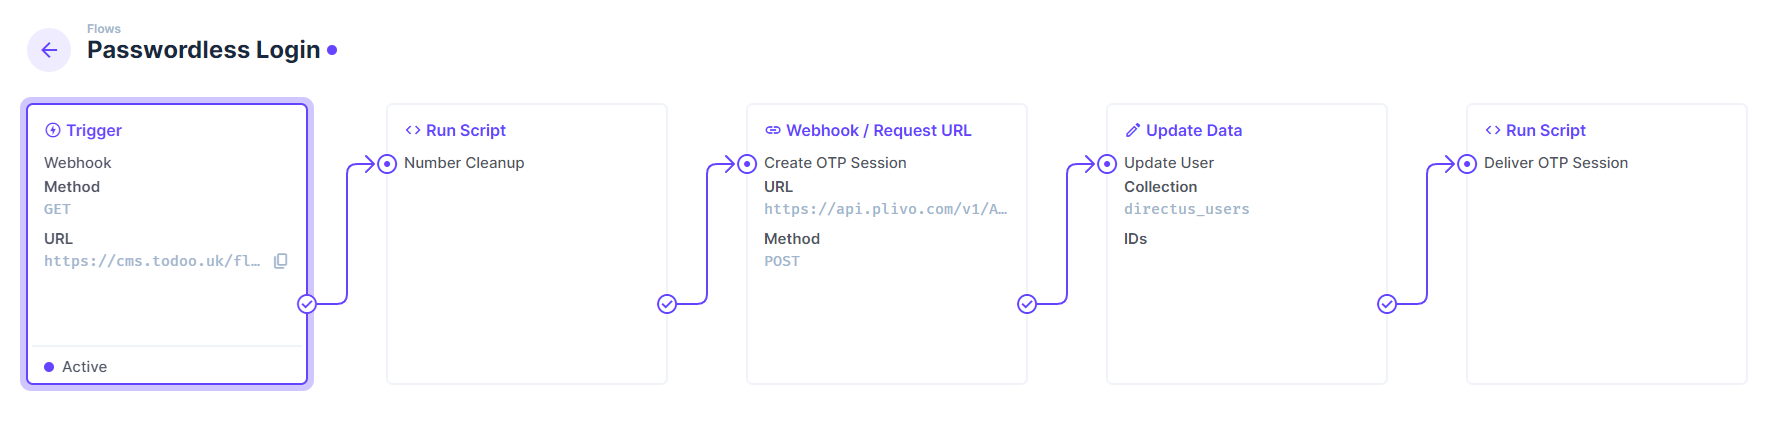 Flows
Passwordless Login
Trigger
Webhook
Method
GET
URL
https://cms.todoo.uk/fl…
Active
Run Script
Number Cleanup
Webhook / Request URL
Create OTP Session
URL
https://api.plivo.com/v1/A…
Method
POST
Update Data
Update User
Collection
directus_users
IDs
Run Script
Deliver OTP Session